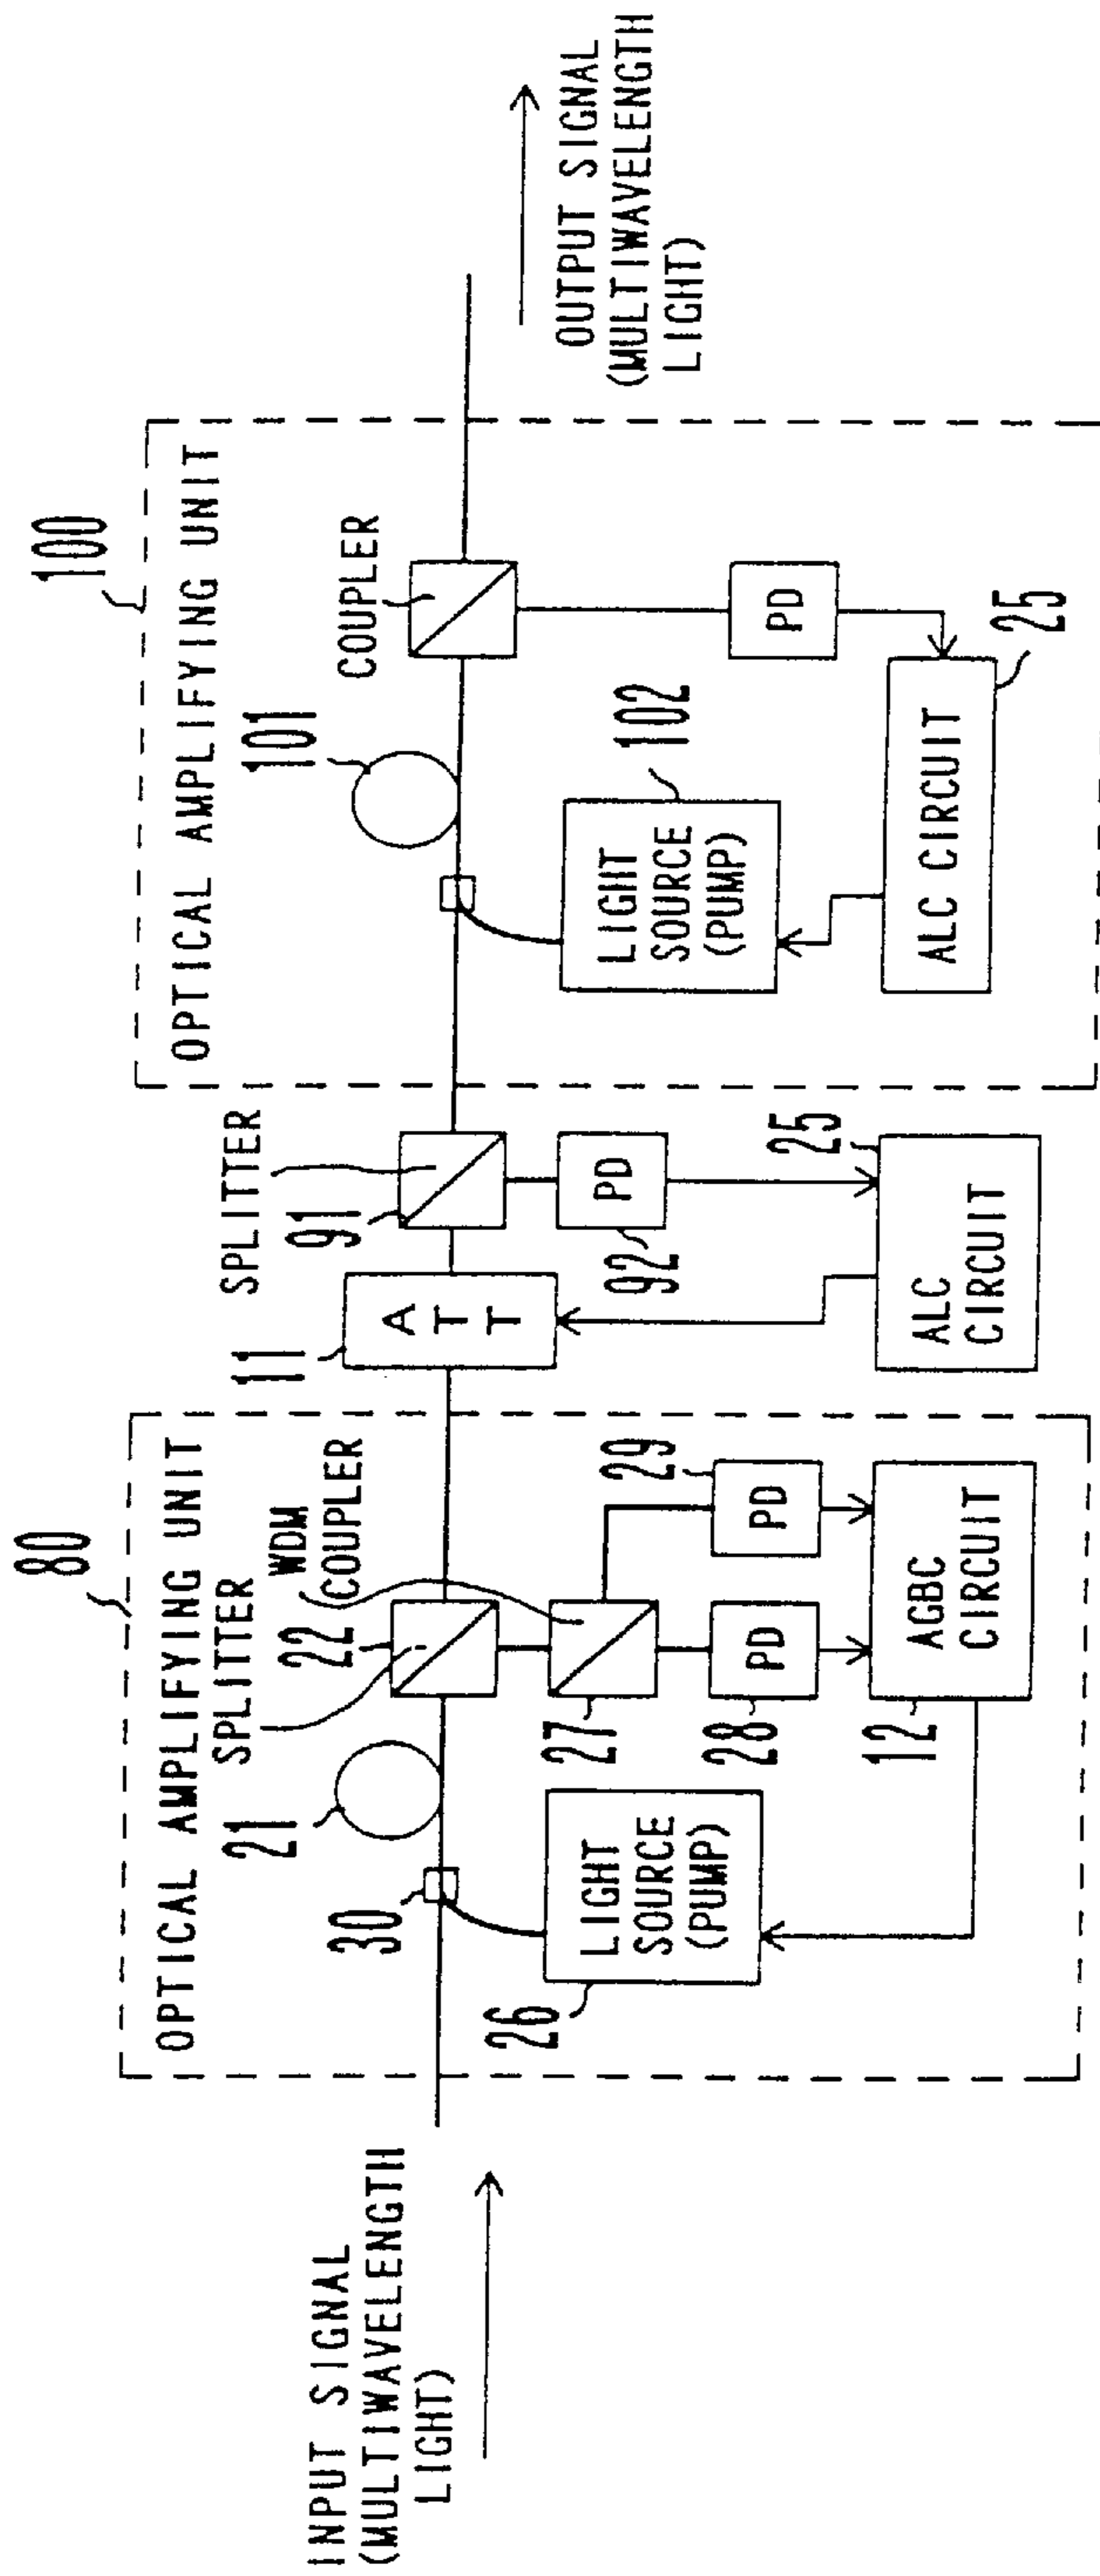 INPUT SIGNAL
(MULTIWAVELENGTH
LIGHT)
80
OPTICAL AMPLIFYING UNIT
SPLITTER
WDM
COUPLER
21
22
30
26
LIGHT
SOURCE
(PUMP)
27
28
PD
29
PD
12
AGBC
CIRCUIT
11
ATT
SPLITTER
91
92
PD
25
ALC
CIRCUIT
100
OPTICAL AMPLIFYING UNIT
101
COUPLER
102
LIGHT
SOURCE
(PUMP)
PD
25
ALC CIRCUIT
OUTPUT SIGNAL
(MULTIWAVELENGTH
LIGHT)